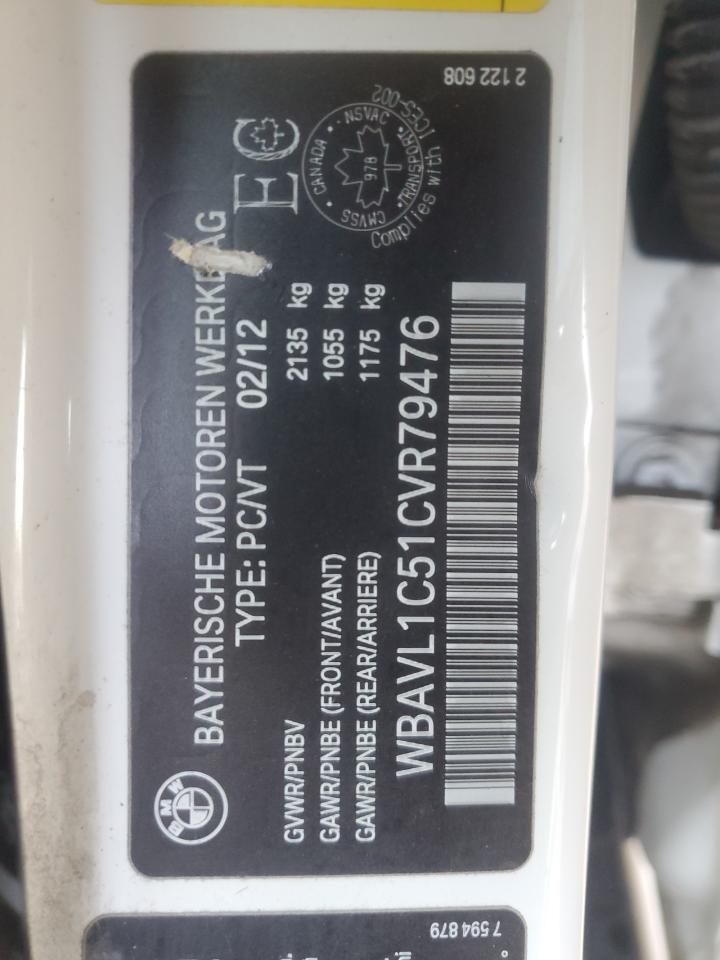 BMW
BAYERISCHE MOTOREN WERKE AG
TYPE: PC/VT 02/12
EC
GVWR/PNBV 2135 kg
GAWR/PNBE (FRONT/AVANT) 1055 kg
GAWR/PNBE (REAR/ARRIERE) 1175 kg
WBAVL1C51CVR79476
CANADA · NSVAC · TRANSPORT · CMVSS
978
Complies with ICES-002
2 122 608
7 594 879